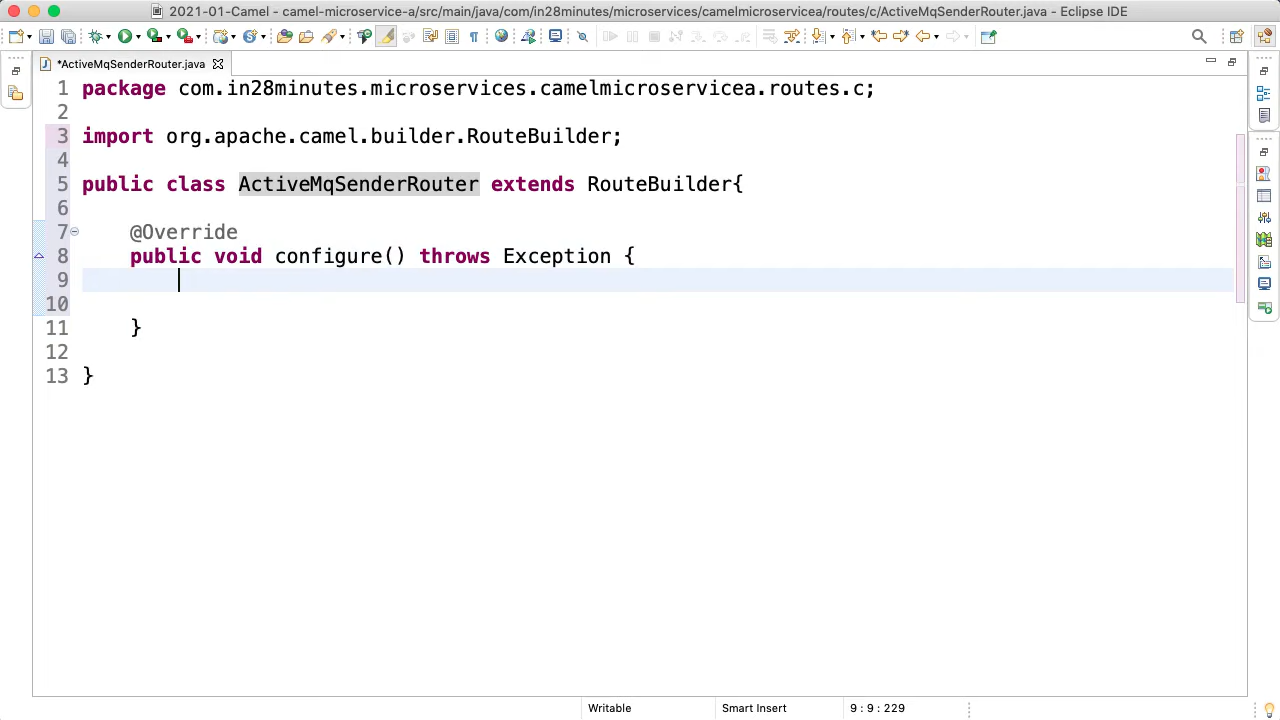 2021-01-Camel - camel-microservice-a/src/main/java/com/in28minutes/microservices/camelmicroservicea/routes/c/ActiveMqSenderRouter.java - Eclipse IDE
*ActiveMqSenderRouter.java
1 package com.in28minutes.microservices.camelmicroservicea.routes.c;
2
3 import org.apache.camel.builder.RouteBuilder;
4
5 public class ActiveMqSenderRouter extends RouteBuilder{
6
7 @Override
8 public void configure() throws Exception {
9
10
11 }
12
13 }
Writable Smart Insert 9 : 9 : 229